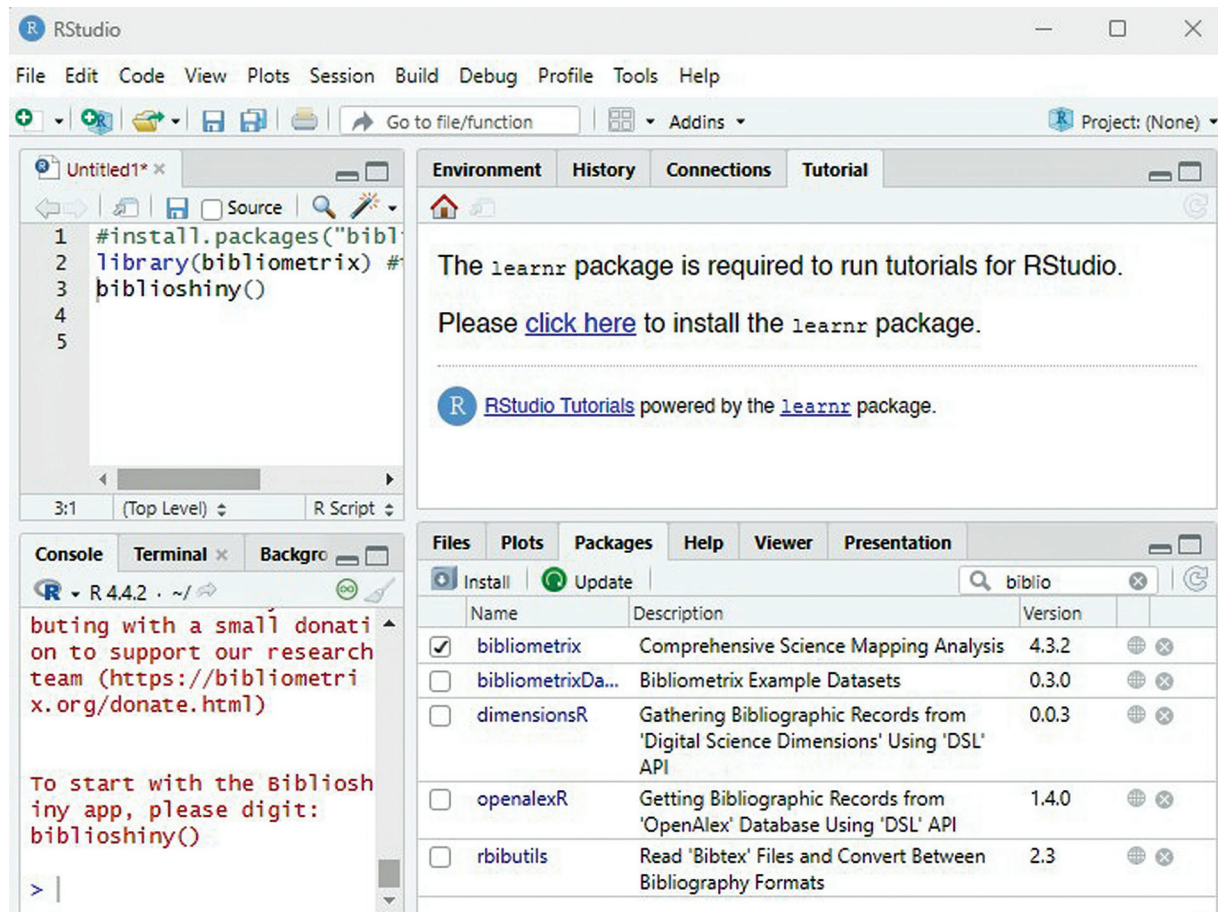 RStudio
File Edit Code View Plots Session Build Debug Profile Tools Help
Go to file/function Addins Project: (None)
Untitled1*
Source
1 #install.packages("bibl
2 library(bibliometrix) #
3 biblioshiny()
4
5
3:1 (Top Level) R Script
Environment History Connections Tutorial
The learnr package is required to run tutorials for RStudio.
Please click here to install the learnr package.
R RStudio Tutorials powered by the learnr package.
Console Terminal Backgro
R 4.4.2 · ~/
buting with a small donati
on to support our research
team (https://bibliometri
x.org/donate.html)
To start with the Bibliosh
iny app, please digit:
biblioshiny()
>
Files Plots Packages Help Viewer Presentation
Install Update biblio
Name Description Version
bibliometrix Comprehensive Science Mapping Analysis 4.3.2
bibliometrixDa... Bibliometrix Example Datasets 0.3.0
dimensionsR Gathering Bibliographic Records from 0.0.3
'Digital Science Dimensions' Using 'DSL'
API
openalexR Getting Bibliographic Records from 1.4.0
'OpenAlex' Database Using 'DSL' API
rbibutils Read 'Bibtex' Files and Convert Between 2.3
Bibliography Formats